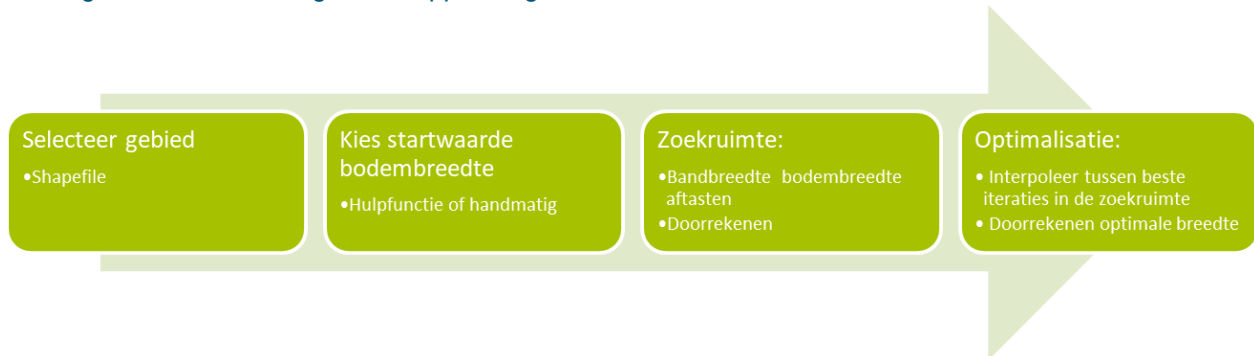 Selecteer gebied
•Shapefile
Kies startwaarde
bodembreedte
•Hulpfunctie of handmatig
Zoekruimte:
•Bandbreedte bodembreedte
aftasten
•Doorrekenen
Optimalisatie:
• Interpoleer tussen beste
iteraties in de zoekruimte
• Doorrekenen optimale breedte